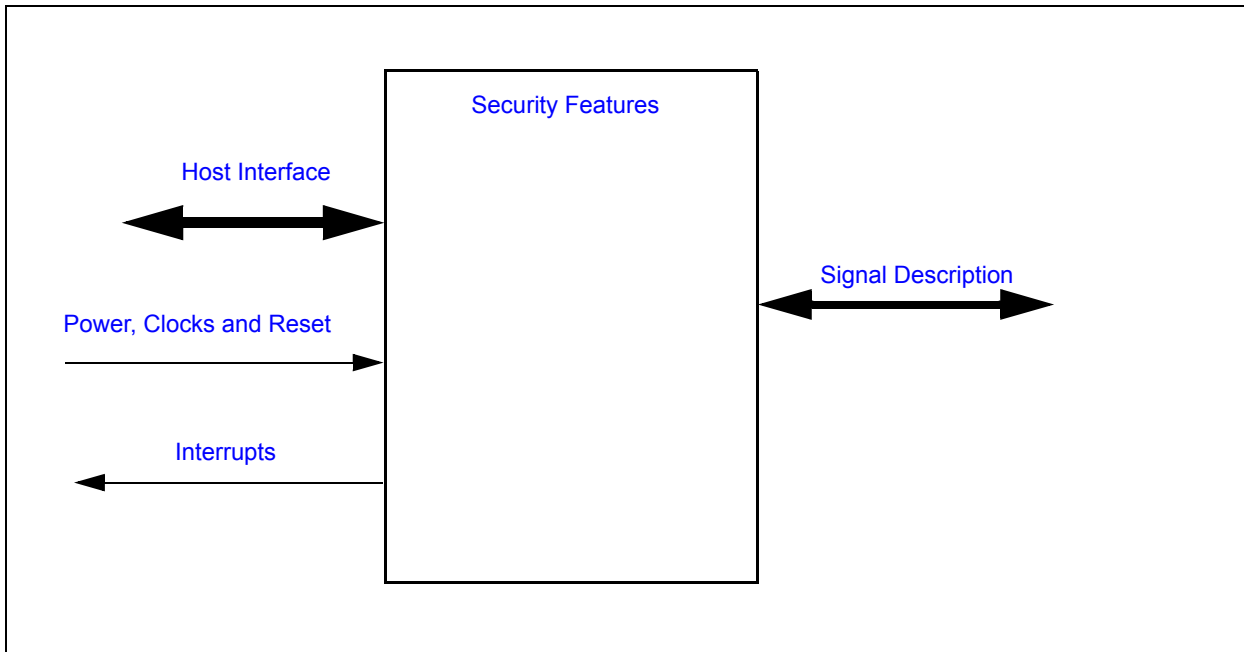 Security Features
Host Interface
Signal Description
Power, Clocks and Reset
Interrupts